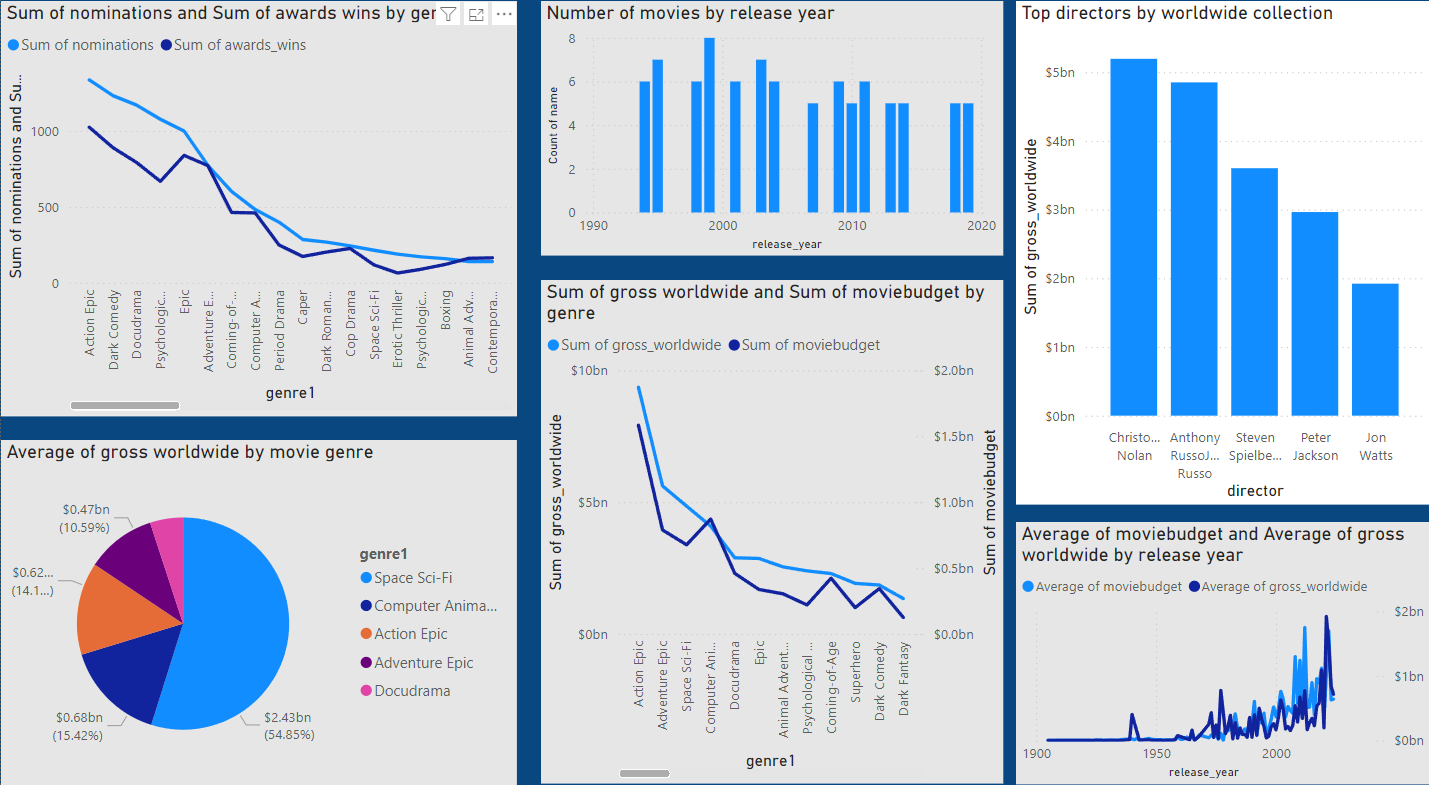 Sum of nominations and Sum of awards wins by ger
Sum of nominations Sum of awards_wins
Sum of nominations and Su...
1000
500
0
Action Epic
Dark Comedy
Docudrama
Psychologic...
Epic
Adventure E...
Coming-of-...
Computer A...
Period Drama
Caper
Dark Roman...
Cop Drama
Space Sci-Fi
Erotic Thriller
Psychologic...
Boxing
Animal Adv...
Contempora...
genre1
Average of gross worldwide by movie genre
$0.47bn
(10.59%)
$0.62...
(14.1...)
$0.68bn
(15.42%)
$2.43bn
(54.85%)
genre1
Space Sci-Fi
Computer Anima...
Action Epic
Adventure Epic
Docudrama
Number of movies by release year
Count of name
8
6
4
2
0
1990
2000
2010
2020
release_year
Sum of gross worldwide and Sum of moviebudget by
genre
Sum of gross_worldwide Sum of moviebudget
Sum of gross_worldwide
$10bn
$5bn
$0bn
2.0bn
$1.5bn
$1.0bn
$0.5bn
$0.0bn
Sum of moviebudget
Action Epic
Adventure Epic
Space Sci-Fi
Computer Ani...
Docudrama
Epic
Animal Advent...
Psychological ...
Coming-of-Age
Superhero
Dark Comedy
Dark Fantasy
genre1
Top directors by worldwide collection
Sum of gross_worldwide
$5bn
$4bn
$3bn
$2bn
$1bn
$0bn
Christo...
Nolan
Anthony
RussoJ...
Russo
Steven
Spielbe...
Peter
Jackson
Jon
Watts
director
Average of moviebudget and Average of gross
worldwide by release year
Average of moviebudget Average of gross_worldwide
$2bn
$1bn
$0bn
1900
1950
2000
release_year